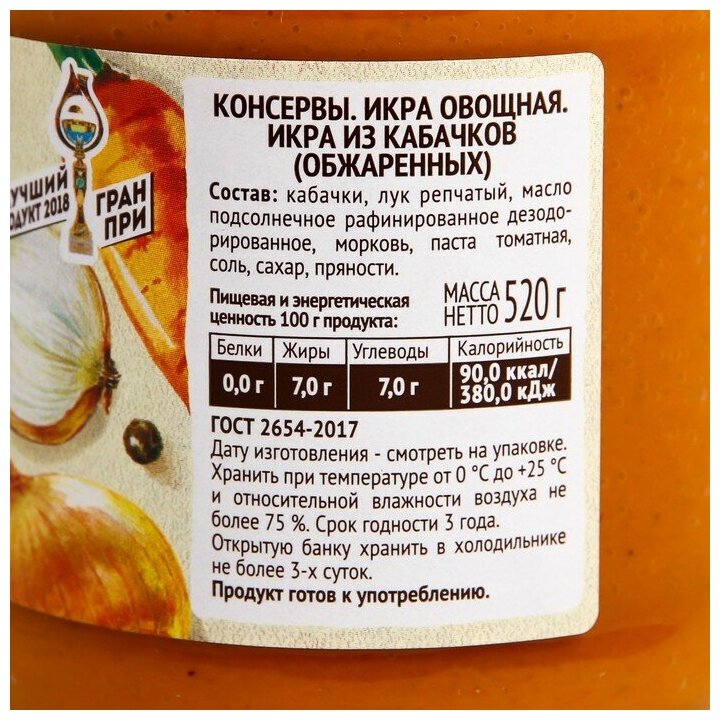 ЛУЧШИЙ
ПРОДУКТ 2018
ГРАН
ПРИ
КОНСЕРВЫ. ИКРА ОВОЩНАЯ.
ИКРА ИЗ КАБАЧКОВ
(ОБЖАРЕННЫХ)
Состав: кабачки, лук репчатый, масло
подсолнечное рафинированное дезодо-
рированное, морковь, паста томатная,
соль, сахар, пряности.
Пищевая и энергетическая
ценность 100 г продукта:
МАССА
НЕТТО 520 г
Белки Жиры Углеводы Калорийность
0,0 г 7,0 г 7,0 г 90,0 ккал/
380,0 кДж
ГОСТ 2654-2017
Дату изготовления - смотреть на упаковке.
Хранить при температуре от 0 °С до +25 °С
и относительной влажности воздуха не
более 75 %. Срок годности 3 года.
Открытую банку хранить в холодильнике
не более 3-х суток.
Продукт готов к употреблению.